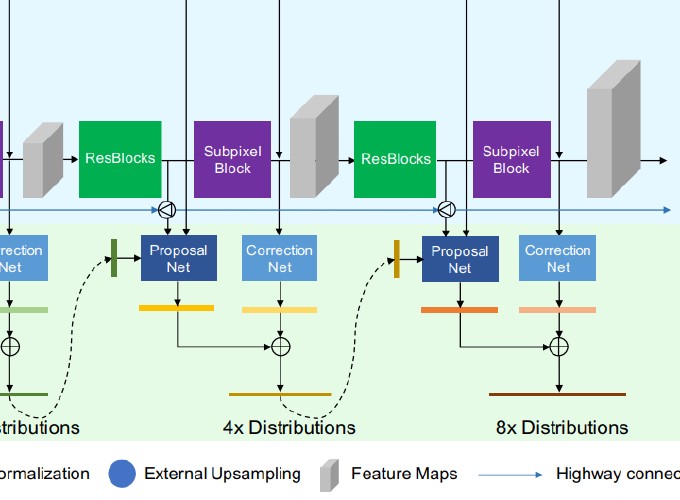 ResBlocks
Subpixel
Block
ResBlocks
Subpixel
Block
rection
Net
Proposal
Net
Correction
Net
Proposal
Net
Correction
Net
stributions
4x Distributions
8x Distributions
ormalization
External Upsampling
Feature Maps
Highway connec